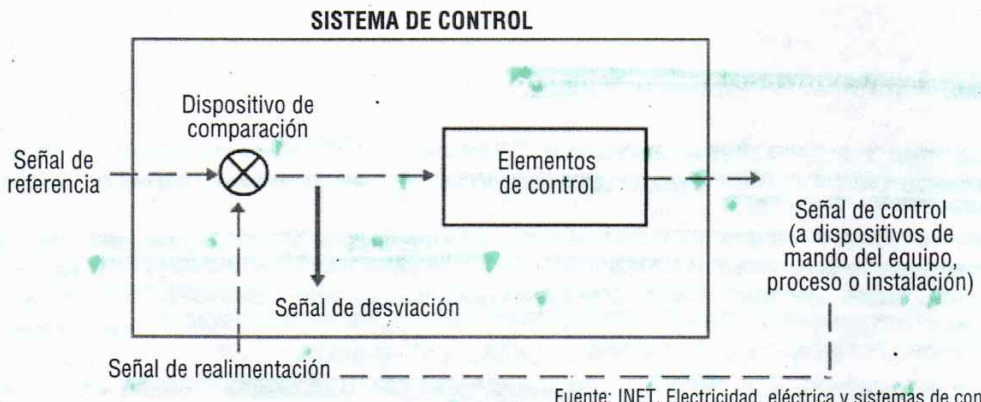 SISTEMA DE CONTROL
Dispositivo de
comparación
Señal de
referencia
Elementos
de control
Señal de control
(a dispositivos de
mando del equipo,
proceso o instalación)
Señal de desviación
Señal de realimentación
Fuente: INET. Electricidad, eléctrica y sistemas de con